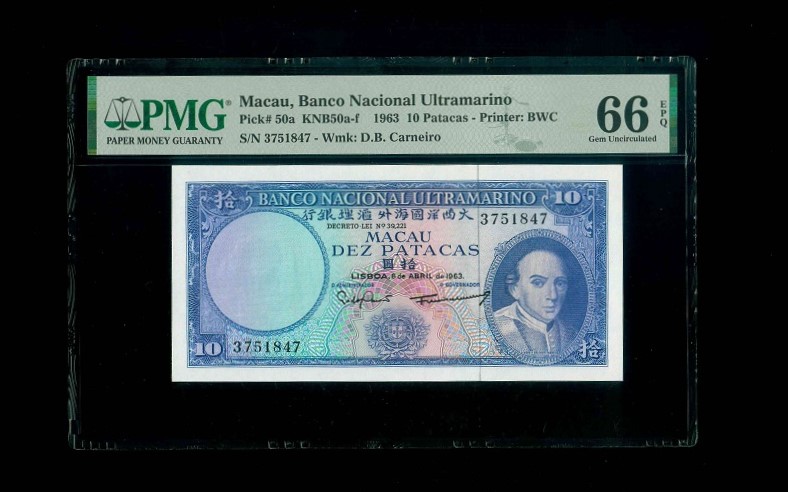 PMG®
PAPER MONEY GUARANTY
Macau, Banco Nacional Ultramarino
Pick# 50a KNB50a-f 1963 10 Patacas - Printer: BWC
S/N 3751847 - Wmk: D.B. Carneiro
66 EPQ
Gem Uncirculated
拾 BANCO NACIONAL ULTRAMARINO 10
大西洋國海外滙理銀行
3751847
DECRETO-LEI Nº 39,221
MACAU
DEZ PATACAS
拾圓
LISBOA, 8 de ABRIL de 1963.
O ADMINISTRADOR O GOVERNADOR
10 3751847
拾